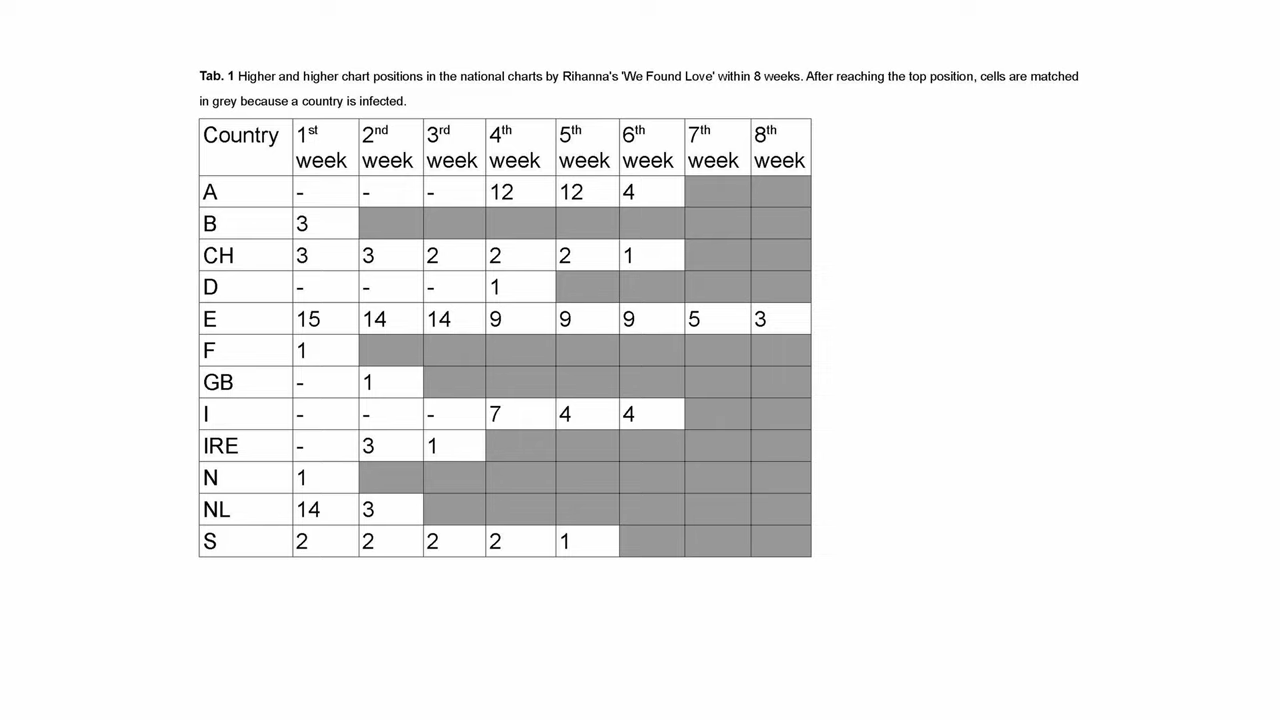 Tab. 1 Higher and higher chart positions in the national charts by Rihanna's 'We Found Love' within 8 weeks. After reaching the top position, cells are matched
in grey because a country is infected.
Country 1st week 2nd week 3rd week 4th week 5th week 6th week 7th week 8th week
A - - - 12 12 4
B 3
CH 3 3 2 2 2 1
D - - - 1
E 15 14 14 9 9 9 5 3
F 1
GB - 1
I - - - 7 4 4
IRE - 3 1
N 1
NL 14 3
S 2 2 2 2 1